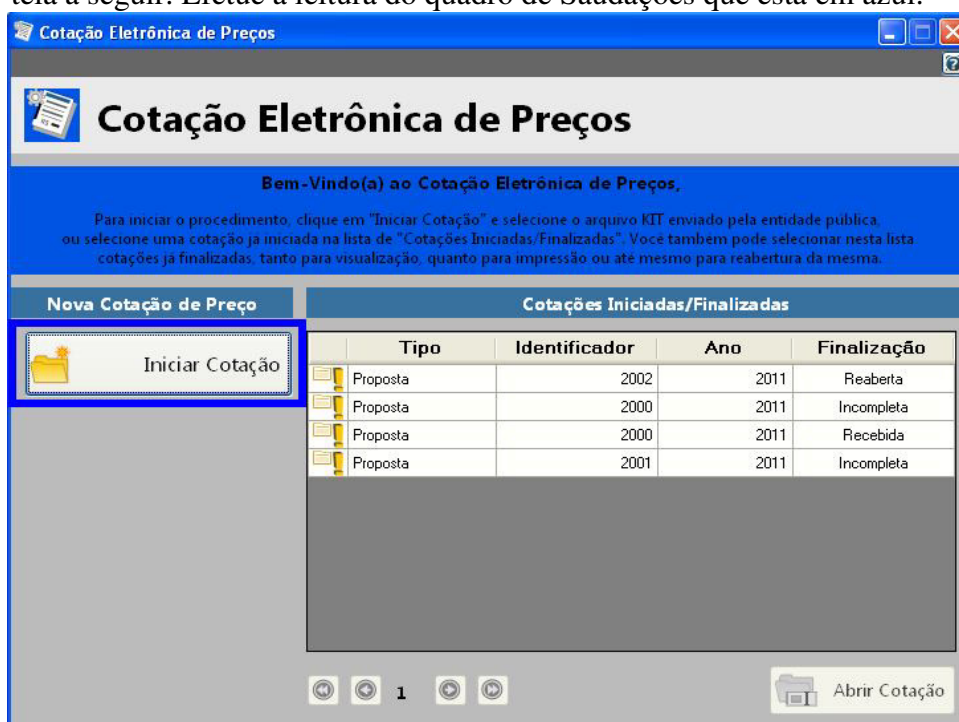 tela a seguir. Efetue a leitura do quadro de Saudações que está em azul.
Cotação Eletrônica de Preços
Cotação Eletrônica de Preços
Bem-Vindo(a) ao Cotação Eletrônica de Preços,
Para iniciar o procedimento, clique em "Iniciar Cotação" e selecione o arquivo KIT enviado pela entidade pública,
ou selecione uma cotação já iniciada na lista de "Cotações Iniciadas/Finalizadas". Você também pode selecionar nesta lista
cotações já finalizadas, tanto para visualização, quanto para impressão ou até mesmo para reabertura da mesma.
Nova Cotação de Preço
Cotações Iniciadas/Finalizadas
Iniciar Cotação
Tipo Identificador Ano Finalização
Proposta 2002 2011 Reaberta
Proposta 2000 2011 Incompleta
Proposta 2000 2011 Recebida
Proposta 2001 2011 Incompleta
1
Abrir Cotação